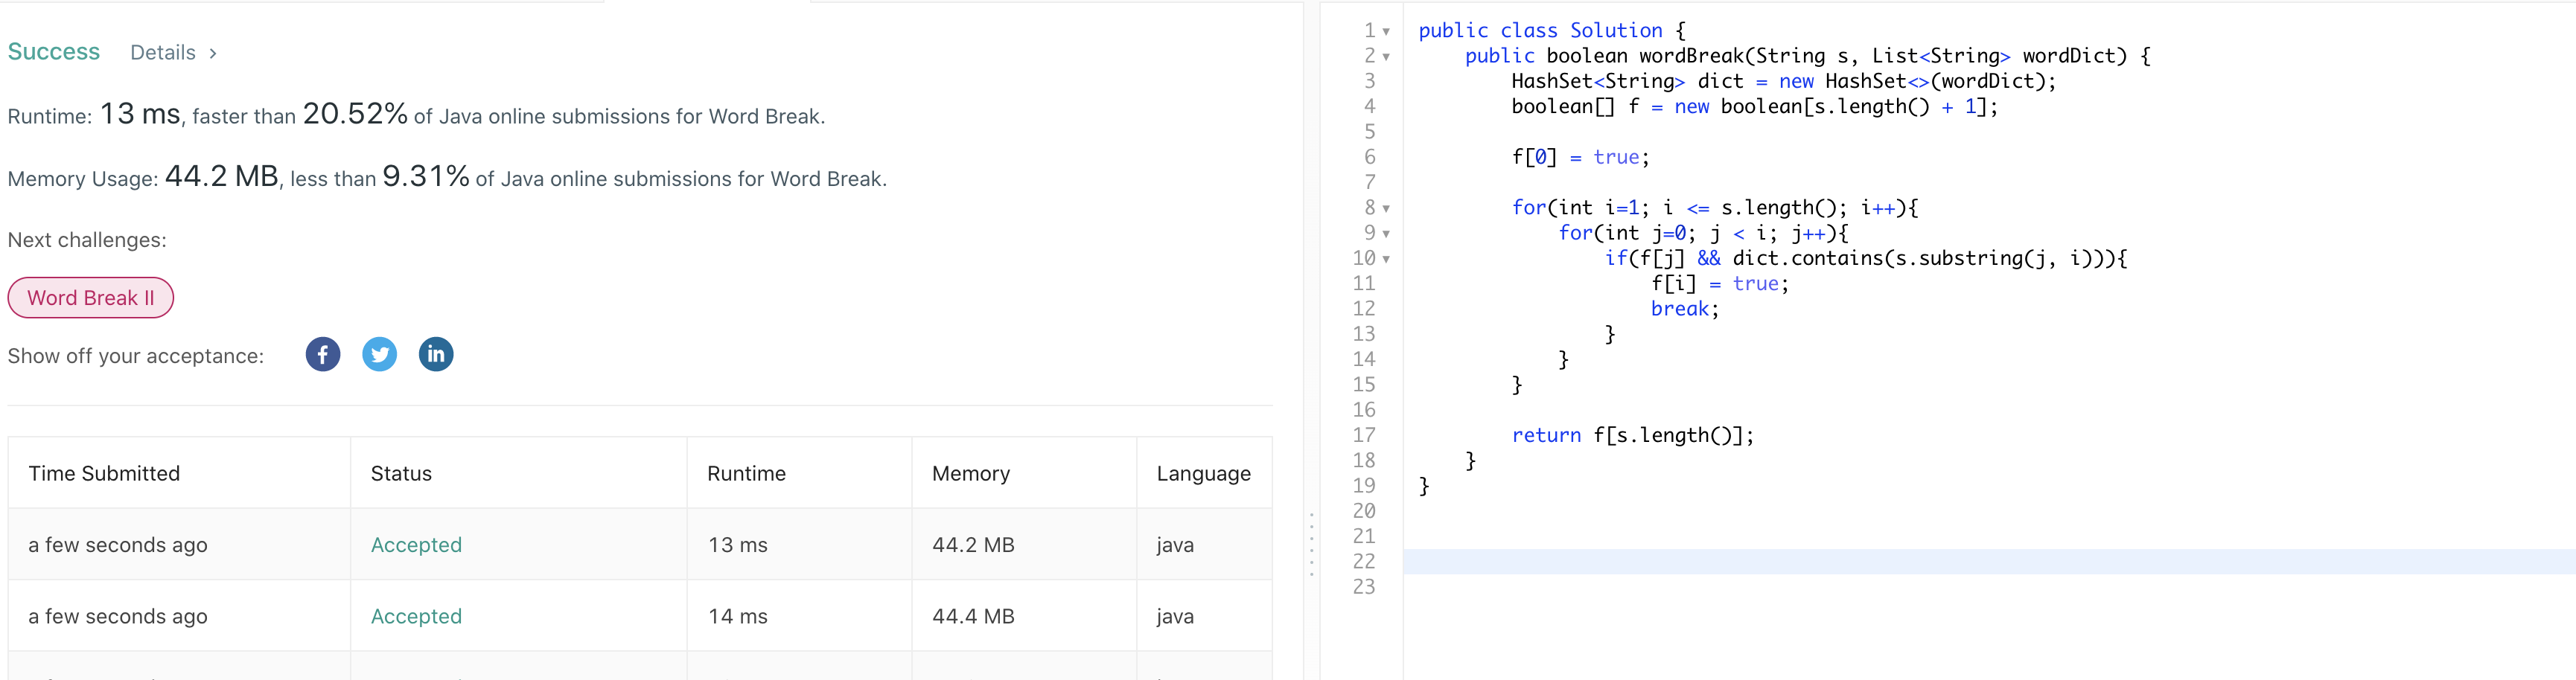 Success Details >
Runtime: 13 ms, faster than 20.52% of Java online submissions for Word Break.
Memory Usage: 44.2 MB, less than 9.31% of Java online submissions for Word Break.
Next challenges:
Word Break II
Show off your acceptance: f in
Time Submitted Status Runtime Memory Language
a few seconds ago Accepted 13 ms 44.2 MB java
a few seconds ago Accepted 14 ms 44.4 MB java
1 public class Solution {
2     public boolean wordBreak(String s, List<String> wordDict) {
3         HashSet<String> dict = new HashSet<>(wordDict);
4         boolean[] f = new boolean[s.length() + 1];
5
6         f[0] = true;
7
8         for(int i=1; i <= s.length(); i++){
9             for(int j=0; j < i; j++){
10                 if(f[j] && dict.contains(s.substring(j, i))){
11                     f[i] = true;
12                     break;
13                 }
14             }
15         }
16
17         return f[s.length()];
18     }
19 }
20
21
22
23